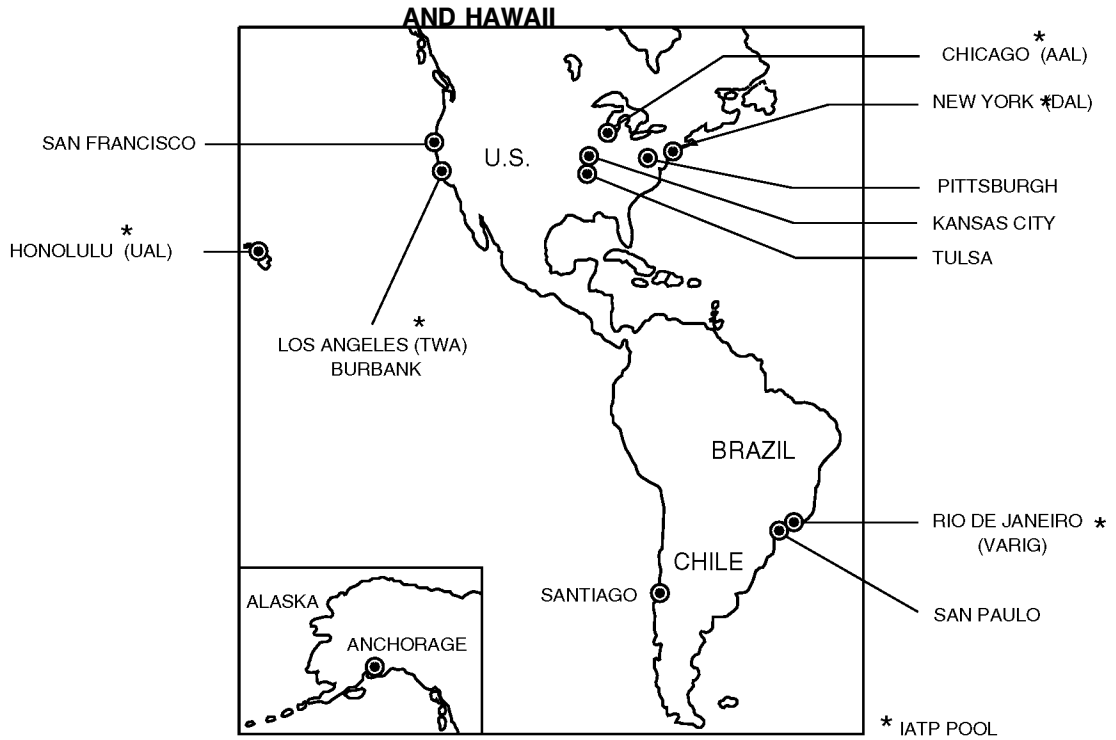 AND HAWAII
CHICAGO * (AAL)
NEW YORK *(DAL)
SAN FRANCISCO
U.S.
PITTSBURGH
KANSAS CITY
HONOLULU * (UAL)
TULSA
LOS ANGELES (TWA) *
BURBANK
BRAZIL
RIO DE JANEIRO *
(VARIG)
CHILE
SANTIAGO
SAN PAULO
ALASKA
ANCHORAGE
* IATP POOL